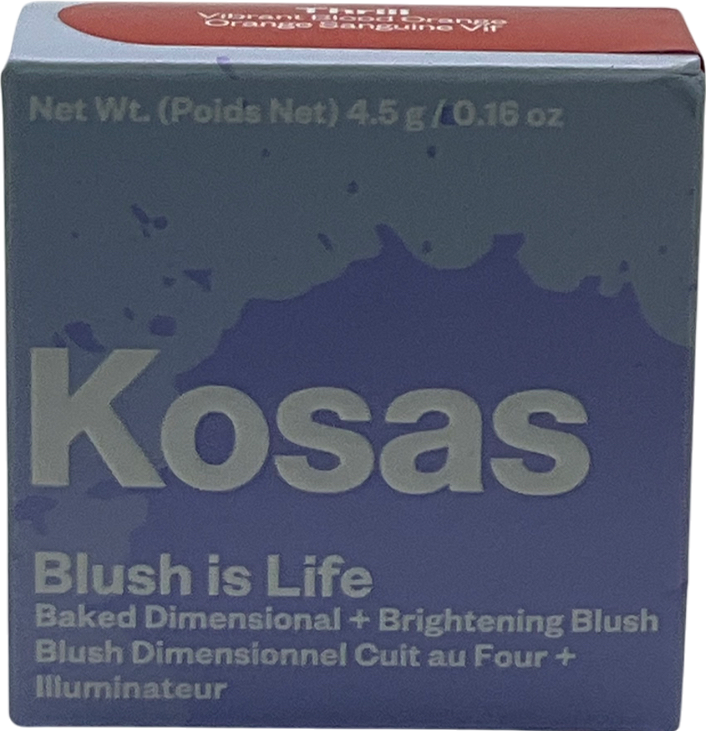 Thrill
Vibrant Blood Orange
Orange Sanguine Vif
Net Wt. (Poids Net) 4.5 g / 0.16 oz
Kosas
Blush is Life
Baked Dimensional + Brightening Blush
Blush Dimensionnel Cuit au Four +
Illuminateur